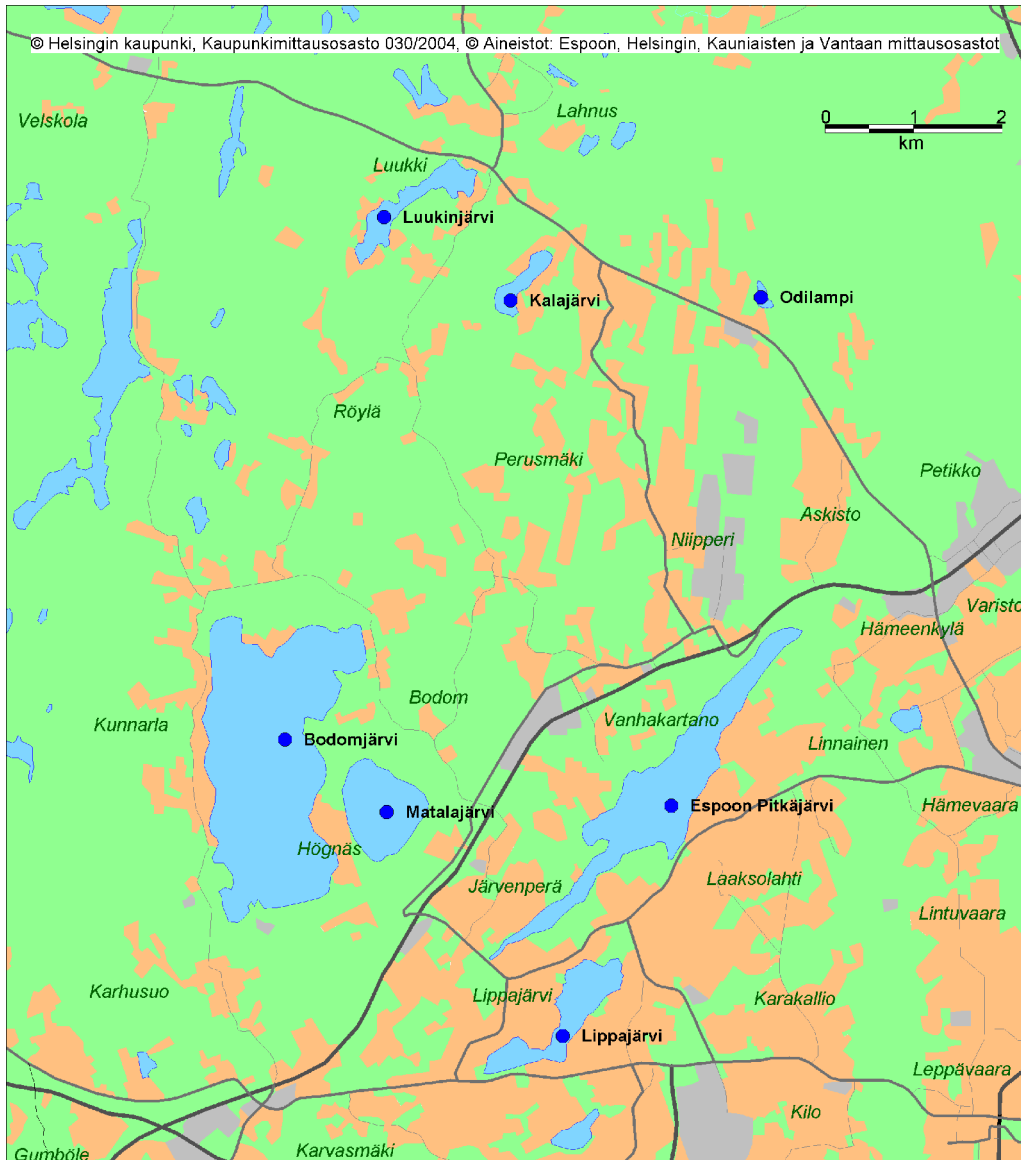 © Helsingin kaupunki, Kaupunkimittausosasto 030/2004, © Aineistot: Espoon, Helsingin, Kauniaisten ja Vantaan mittausosastot
Velskola
Lahnus
0 1 2
km
Luukki
Luukinjärvi
Kalajärvi
Odilampi
Röylä
Perusmäki
Petikko
Askisto
Niipperi
Varisto
Hämeenkylä
Bodom
Kunnarla
Vanhakartano
Bodomjärvi
Linnainen
Matalajärvi
Espoon Pitkäjärvi
Hämevaara
Högnäs
Järvenperä
Laaksolahti
Lintuvaara
Karhusuo
Lippajärvi
Karakallio
Lippajärvi
Leppävaara
Kilo
Gumböle
Karvasmäki